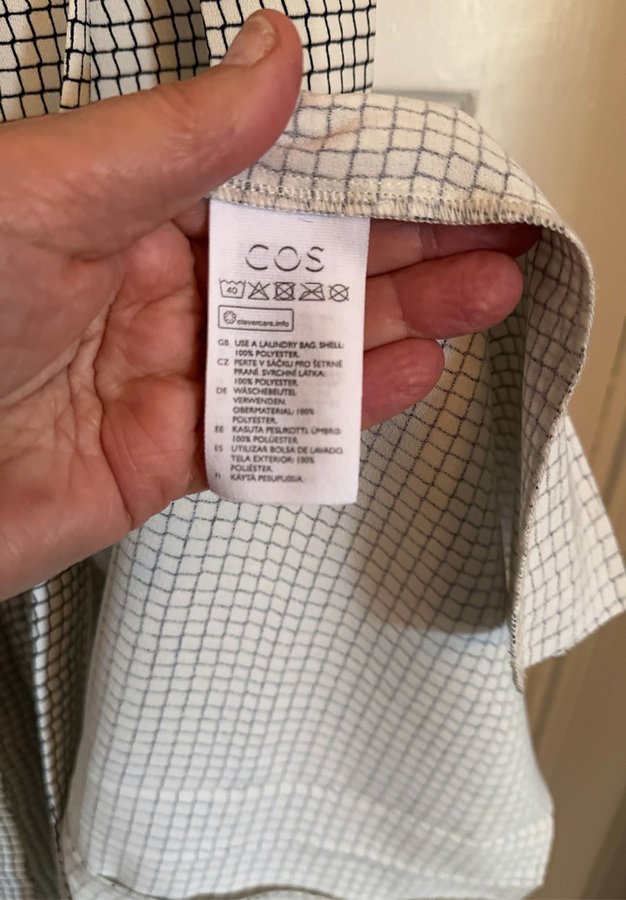 COS
40
clevercare.info
GB USE A LAUNDRY BAG. SHELL:
100% POLYESTER.
CZ PERTE V SÁČKU PRO ŠETRNÉ
PRANÍ. SVRCHNÍ LÁTKA:
100% POLYESTER.
DE WÄSCHEBEUTEL
VERWENDEN.
OBERMATERIAL: 100%
POLYESTER.
EE KASUTA PESUKOTTI. ÜMBRIS:
100% POLÜESTER.
ES UTILIZAR BOLSA DE LAVADO.
TELA EXTERIOR: 100%
POLIÉSTER.
FI KÄYTÄ PESUPUSSIA.